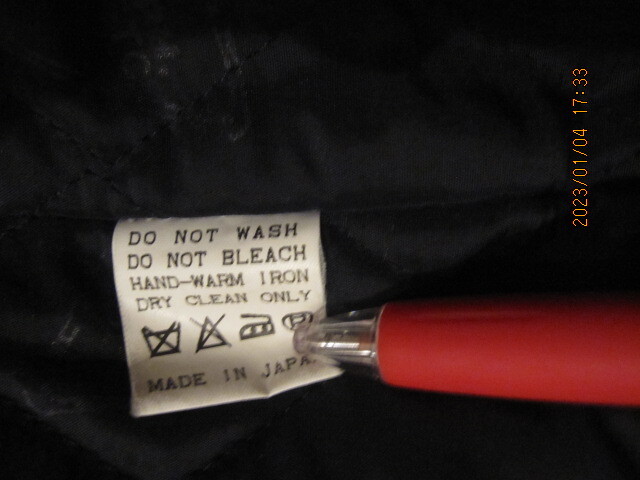 DO NOT WASH
DO NOT BLEACH
HAND-WARM IRON
DRY CLEAN ONLY
MADE IN JAPA
2023/01/04 17:33